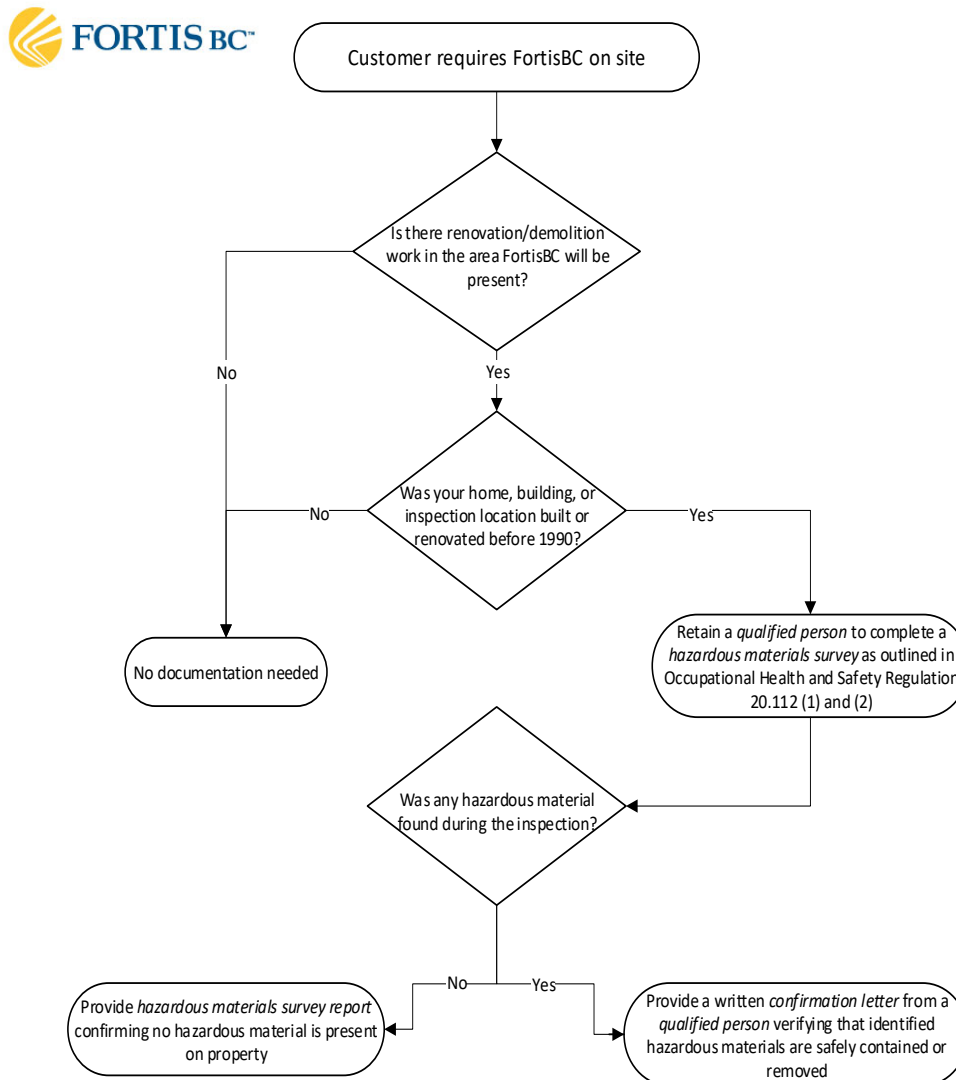 FORTIS BC™
Customer requires FortisBC on site
Is there renovation/demolition
work in the area FortisBC will be
present?
No
Yes
Was your home, building, or
inspection location built or
renovated before 1990?
No
Yes
No documentation needed
Retain a qualified person to complete a
hazardous materials survey as outlined in
Occupational Health and Safety Regulation
20.112 (1) and (2)
Was any hazardous material
found during the inspection?
No
Yes
Provide hazardous materials survey report
confirming no hazardous material is present
on property
Provide a written confirmation letter from a
qualified person verifying that identified
hazardous materials are safely contained or
removed